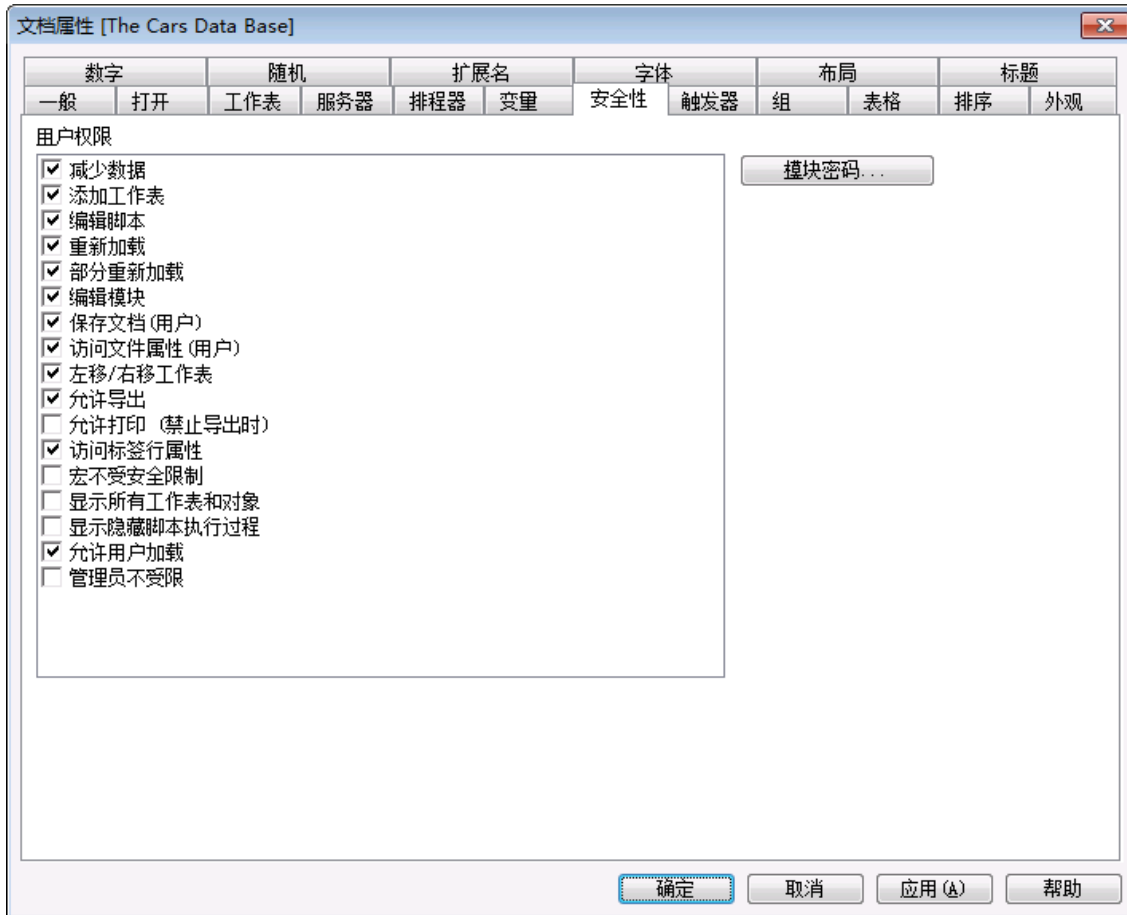 文档属性 [The Cars Data Base]
数字 随机 扩展名 字体 布局 标题
一般 打开 工作表 服务器 排程器 变量 安全性 触发器 组 表格 排序 外观
用户权限
减少数据 模块密码...
添加工作表
编辑脚本
重新加载
部分重新加载
编辑模块
保存文档(用户)
访问文件属性(用户)
左移/右移工作表
允许导出
允许打印 (禁止导出时)
访问标签行属性
宏不受安全限制
显示所有工作表和对象
显示隐藏脚本执行过程
允许用户加载
管理员不受限
确定 取消 应用(A) 帮助